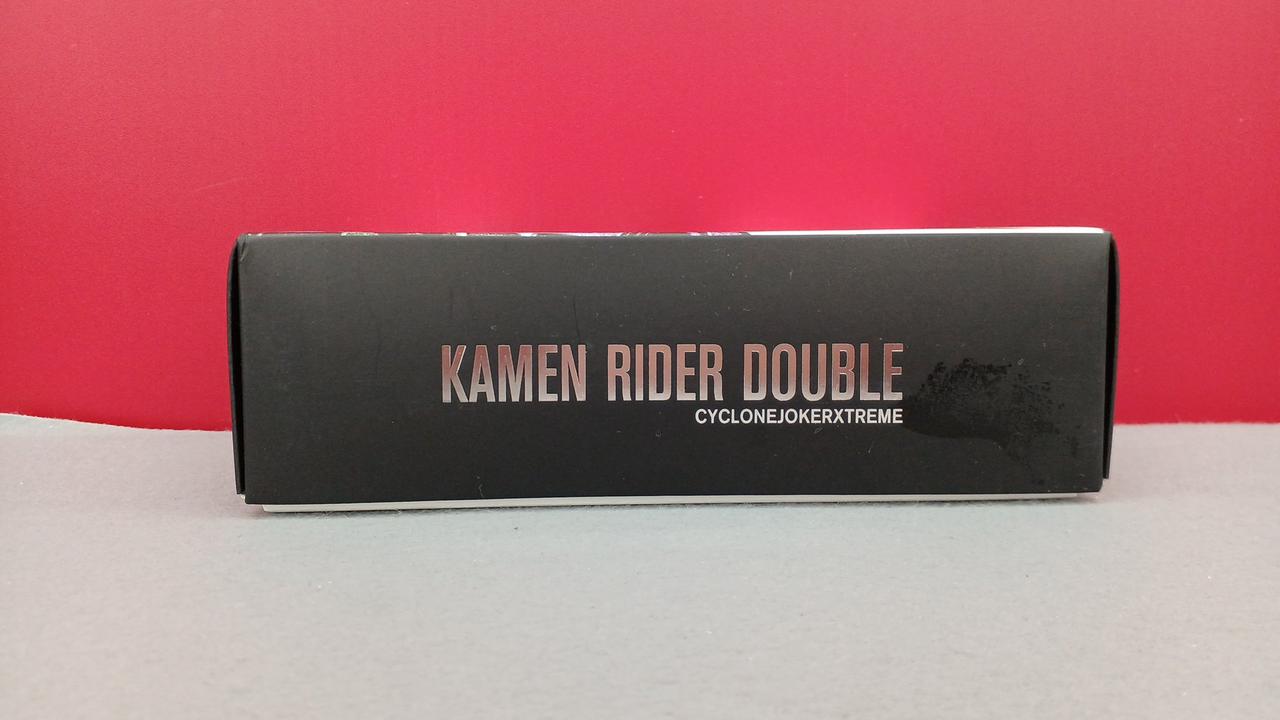 KAMEN RIDER DOUBLE
CYCLONEJOKERXTREME